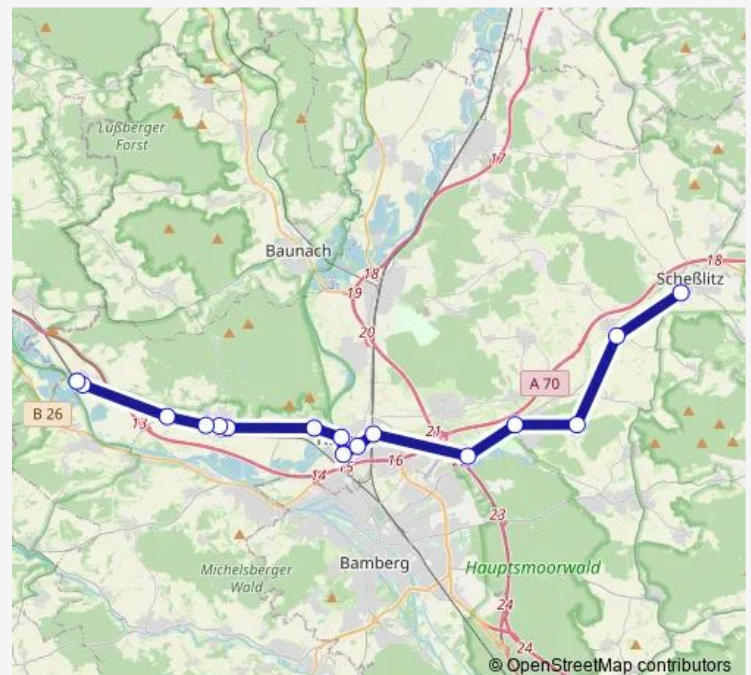 Lußberger
Forst
17
Baunach
18
19
20
18
Scheßlitz
A 70
B 26
13
21
14
15
16
23
Michelsberger
Wald
Bamberg
Hauptsmoorwald
24
24
© OpenStreetMap contributors